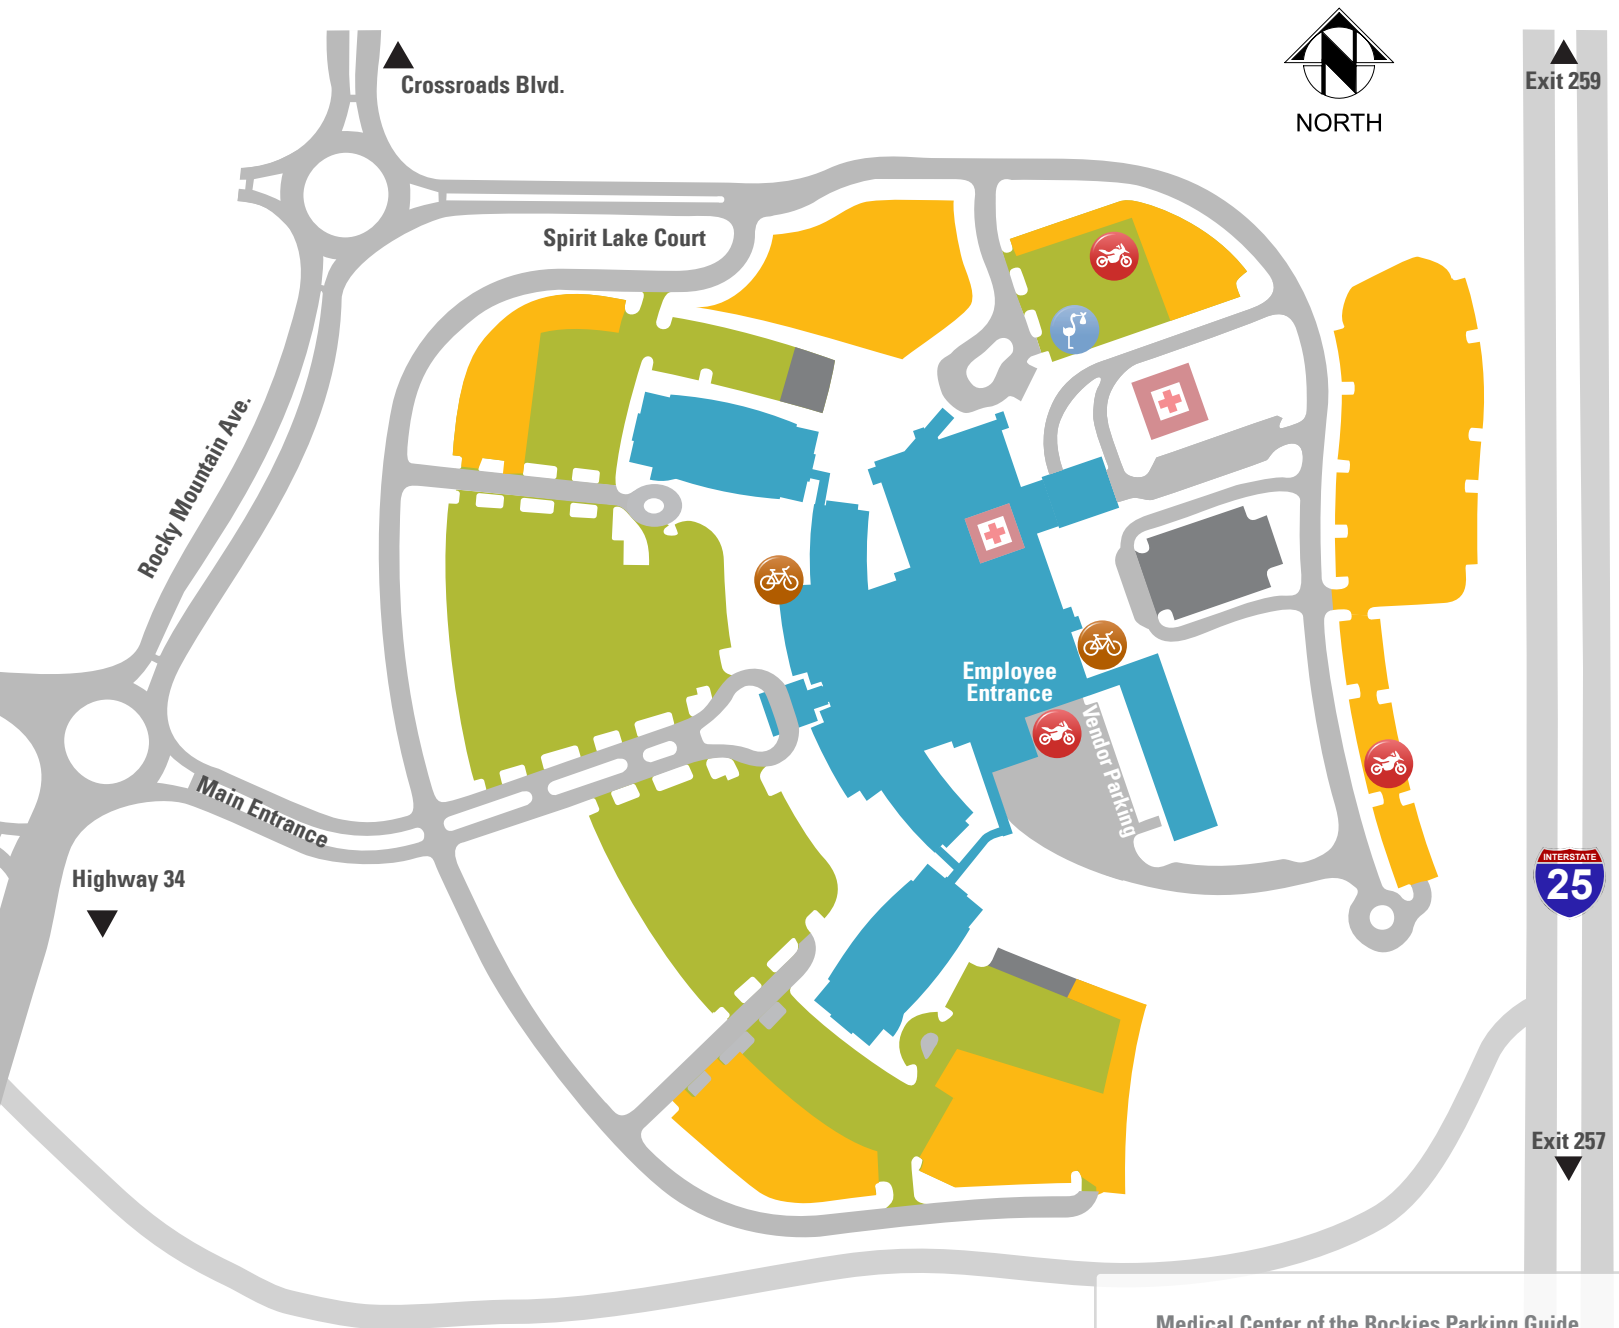 Crossroads Blvd.
N
NORTH
Exit 259
Spirit Lake Court
Rocky Mountain Ave.
Employee
Entrance
Vendor Parking
Main Entrance
Highway 34
INTERSTATE
25
Exit 257
Medical Center of the Rockies Parking Guide